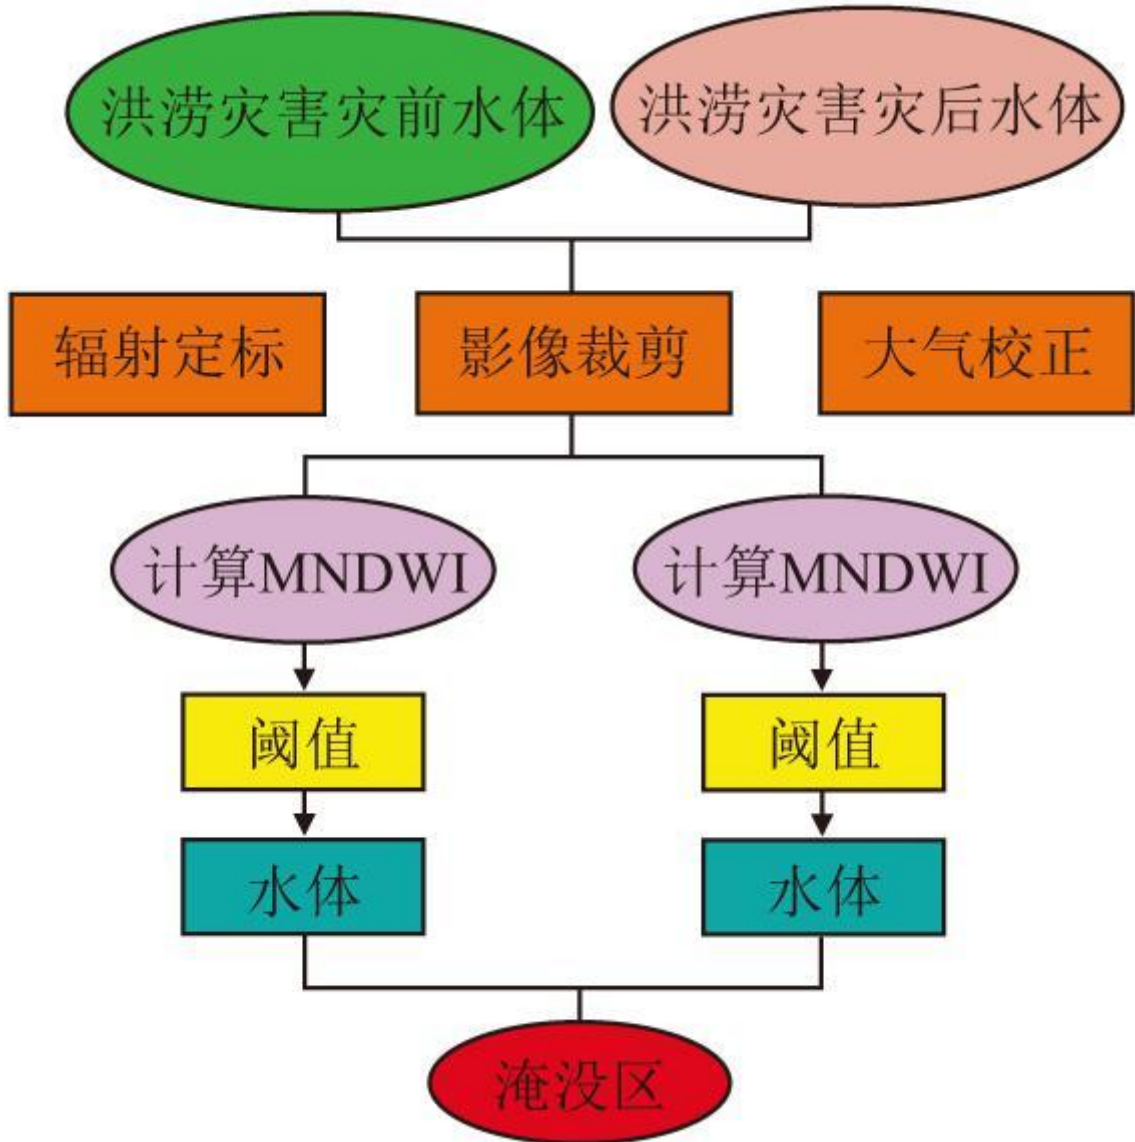 洪涝灾害灾前水体
洪涝灾害灾后水体
辐射定标
影像裁剪
大气校正
计算MNDWI
计算MNDWI
阈值
阈值
水体
水体
淹没区